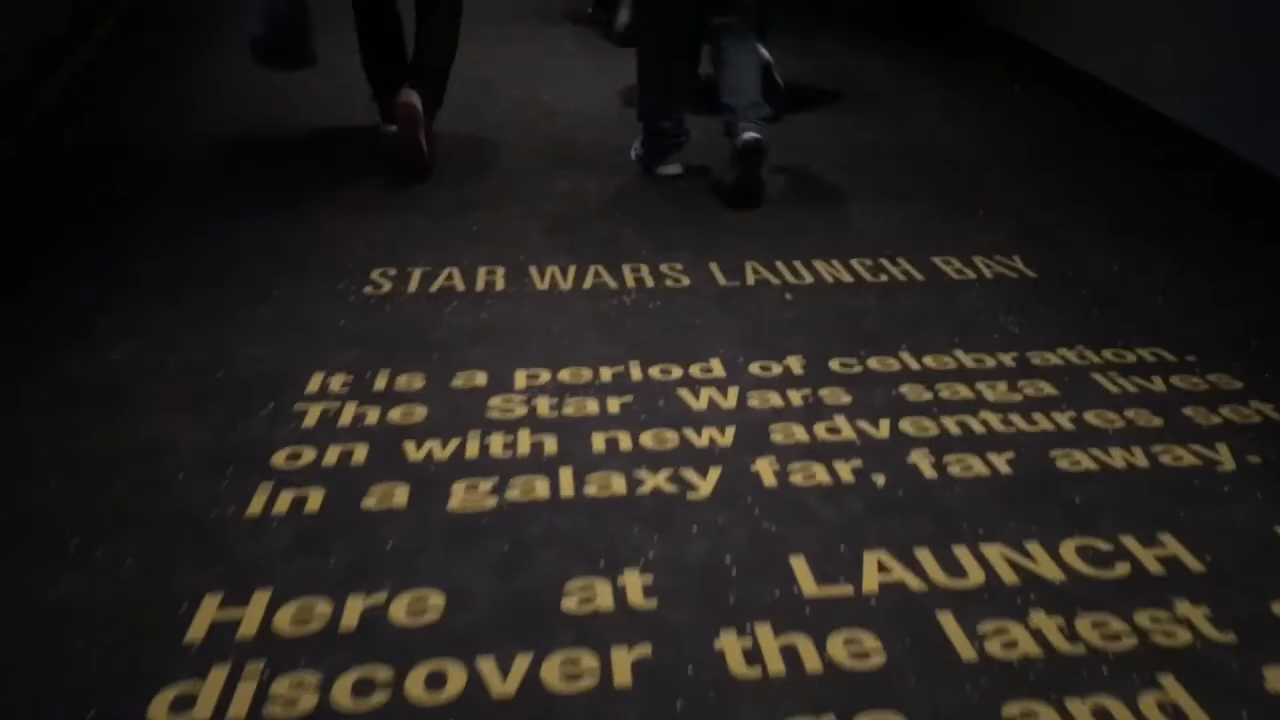 STAR WARS LAUNCH BAY
It is a period of celebration.
The Star Wars saga lives
on with new adventures set
in a galaxy far, far away.
Here at LAUNCH
discover the latest
and